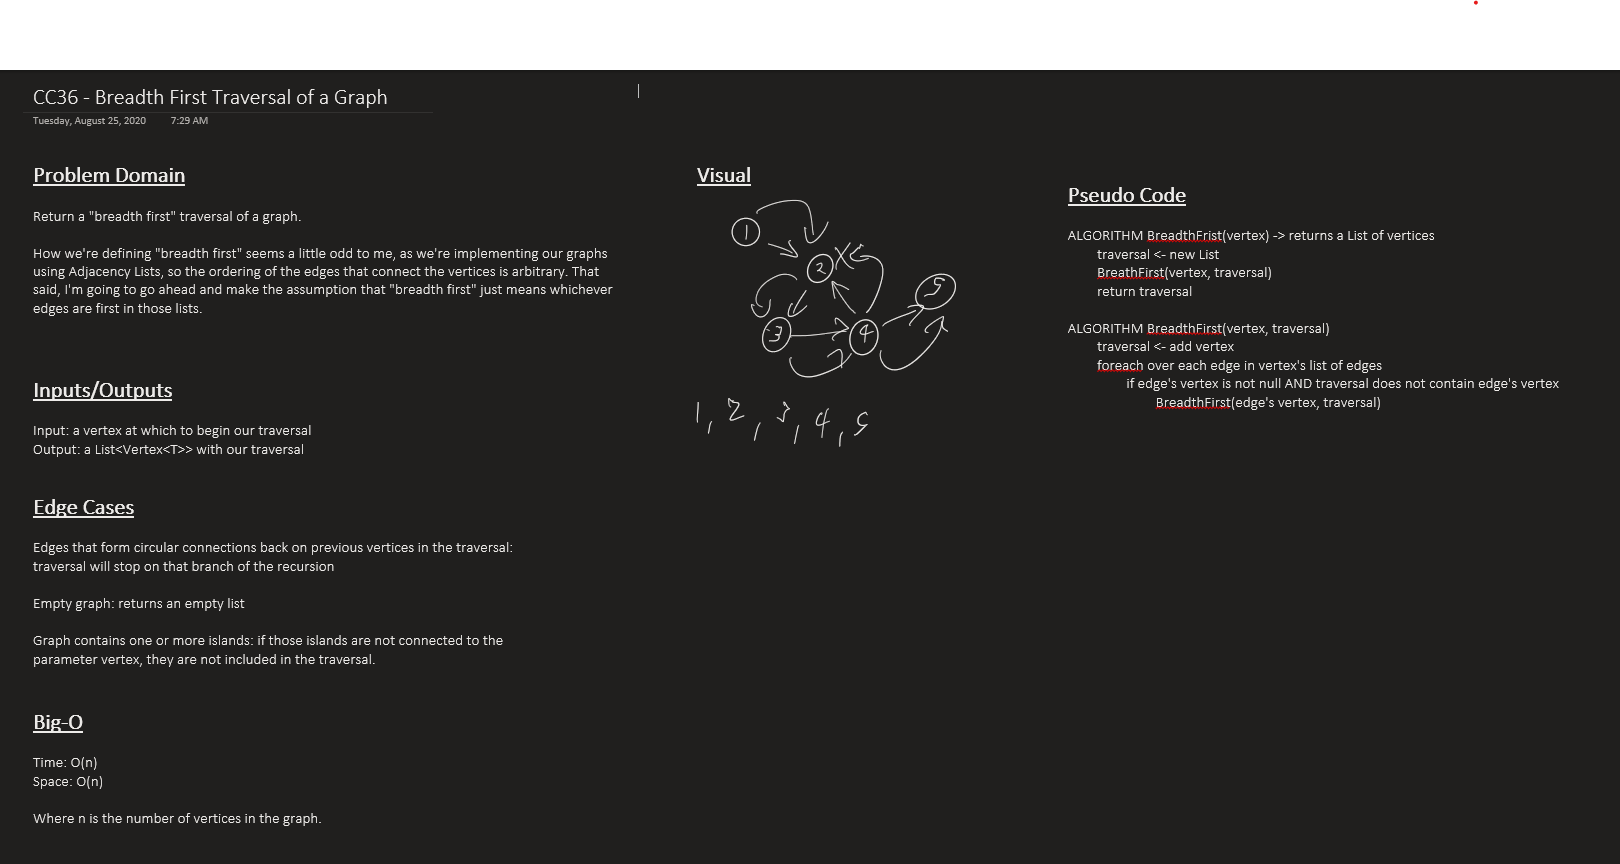 CC36 - Breadth First Traversal of a Graph
Tuesday, August 25, 2020 7:29 AM
Problem Domain
Return a "breadth first" traversal of a graph.
How we're defining "breadth first" seems a little odd to me, as we're implementing our graphs
using Adjacency Lists, so the ordering of the edges that connect the vertices is arbitrary. That
said, I'm going to go ahead and make the assumption that "breadth first" just means whichever
edges are first in those lists.
Inputs/Outputs
Input: a vertex at which to begin our traversal
Output: a List<Vertex<T>> with our traversal
Edge Cases
Edges that form circular connections back on previous vertices in the traversal:
traversal will stop on that branch of the recursion
Empty graph: returns an empty list
Graph contains one or more islands: if those islands are not connected to the
parameter vertex, they are not included in the traversal.
Big-O
Time: O(n)
Space: O(n)
Where n is the number of vertices in the graph.
Visual
1
2 X
5
3
4
1, 2, 3, 4, 5
Pseudo Code
ALGORITHM BreadthFrist(vertex) -> returns a List of vertices
traversal <- new List
BreathFirst(vertex, traversal)
return traversal
ALGORITHM BreadthFirst(vertex, traversal)
traversal <- add vertex
foreach over each edge in vertex's list of edges
if edge's vertex is not null AND traversal does not contain edge's vertex
BreadthFirst(edge's vertex, traversal)